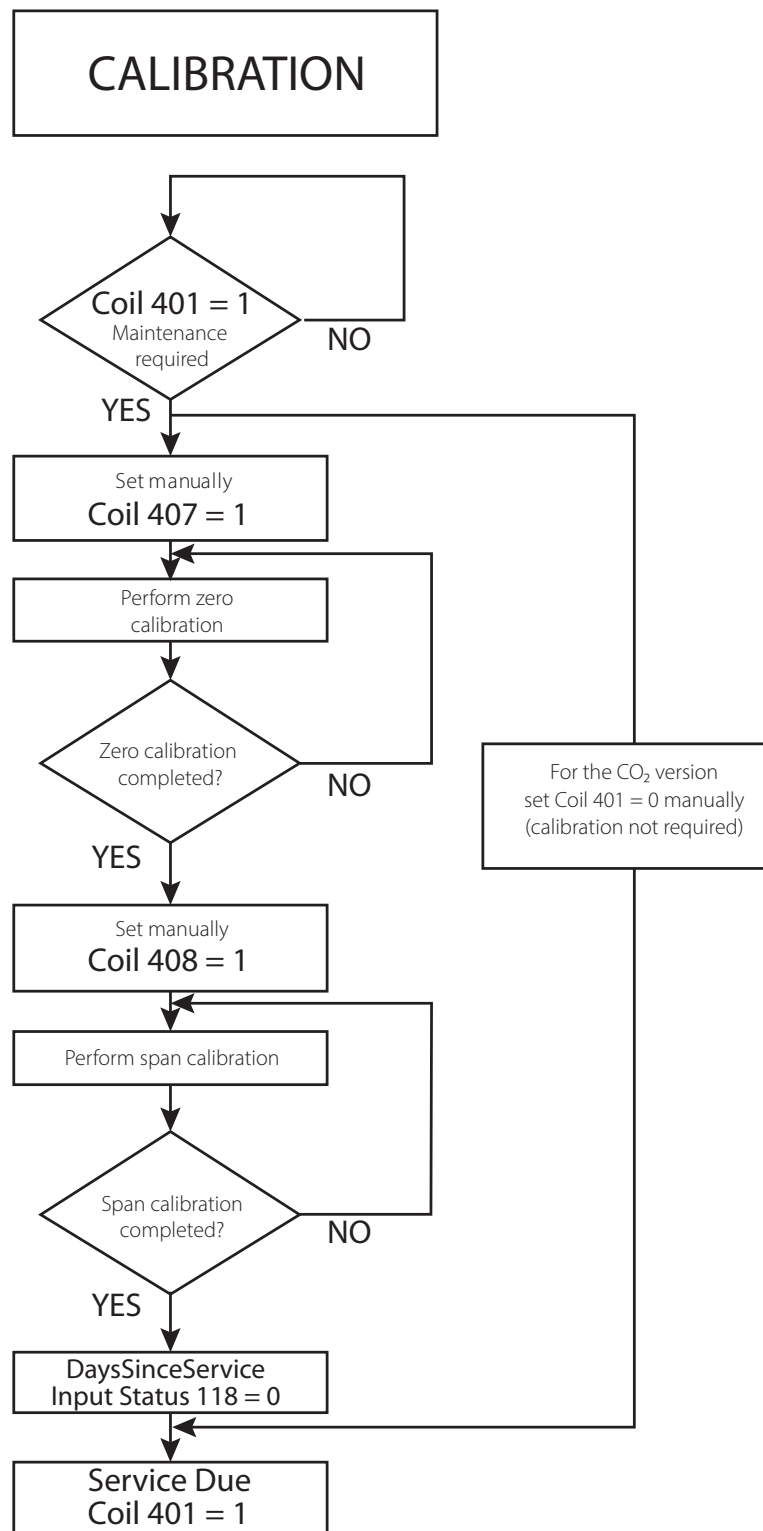 CALIBRATION
Coil 401 = 1
Maintenance
required
NO
YES
Set manually
Coil 407 = 1
Perform zero
calibration
Zero calibration
completed?
NO
YES
For the CO₂ version
set Coil 401 = 0 manually
(calibration not required)
Set manually
Coil 408 = 1
Perform span calibration
Span calibration
completed?
NO
YES
DaysSinceService
Input Status 118 = 0
Service Due
Coil 401 = 1